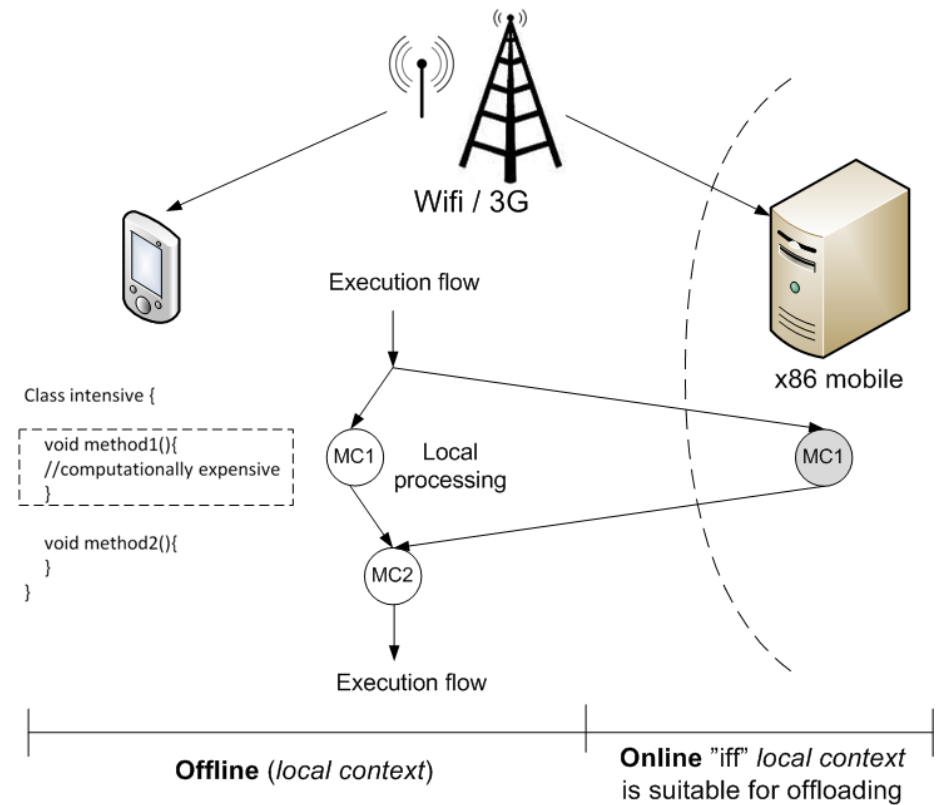 Wifi / 3G
Execution flow
x86 mobile
Class intensive {
void method1(){
//computationally expensive
}
void method2(){
}
}
MC1
Local
processing
MC1
MC2
Execution flow
Offline (local context)
Online "iff" local context
is suitable for offloading